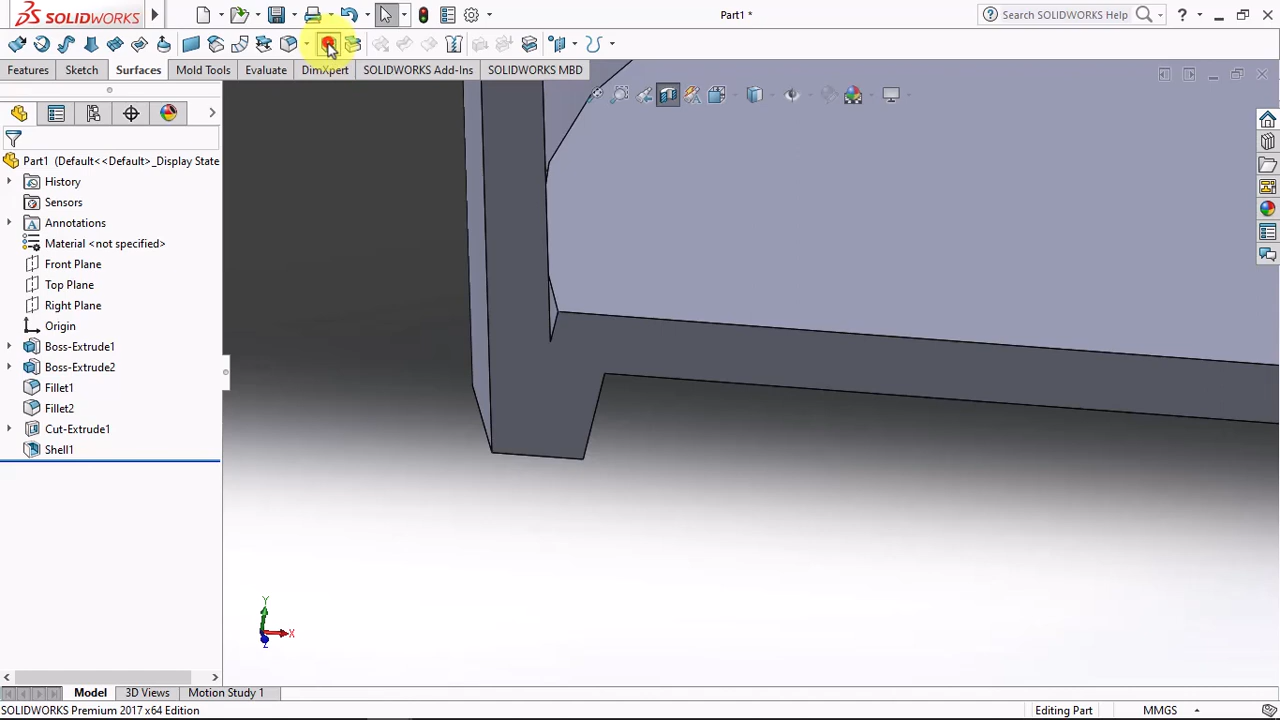 SOLIDWORKS
Part1 *
Search SOLIDWORKS Help
?
Features
Sketch
Surfaces
Mold Tools
Evaluate
DimXpert
SOLIDWORKS Add-Ins
SOLIDWORKS MBD
Part1 (Default<<Default>_Display State
History
Sensors
Annotations
Material <not specified>
Front Plane
Top Plane
Right Plane
Origin
Boss-Extrude1
Boss-Extrude2
Fillet1
Fillet2
Cut-Extrude1
Shell1
Y
X
Z
Model
3D Views
Motion Study 1
SOLIDWORKS Premium 2017 x64 Edition
Editing Part
MMGS